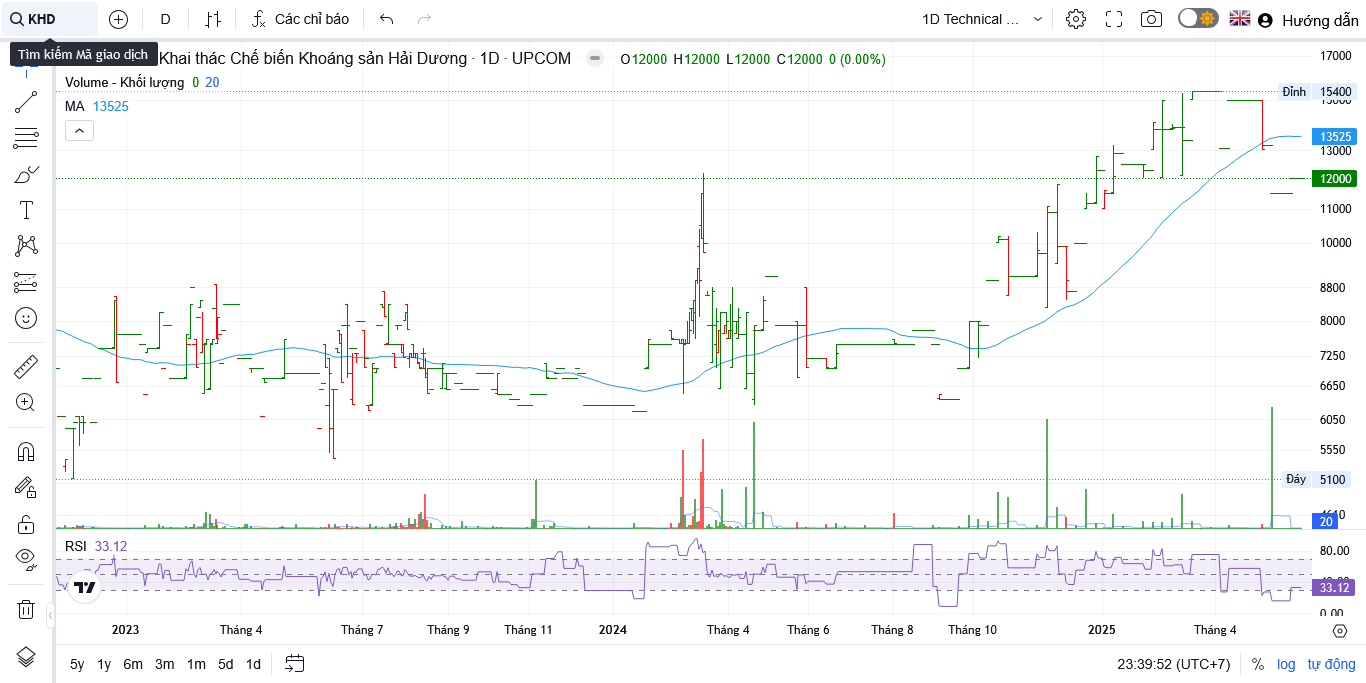 KHD D Các chỉ báo 1D Technical ... Hướng dẫn
Tìm kiếm Mã giao dịch
Khai thác Chế biến Khoáng sản Hải Dương · 1D · UPCOM O12000 H12000 L12000 C12000 0 (0.00%)
Volume - Khối lượng 0 20
MA 13525
17000
Đỉnh 15400
15000
13525
13000
12000
11000
10000
8800
8000
7250
6650
6050
5550
Đáy 5100
20
RSI 33.12
80.00
33.12
0.00
2023 Tháng 4 Tháng 7 Tháng 9 Tháng 11 2024 Tháng 4 Tháng 6 Tháng 8 Tháng 10 2025 Tháng 4
5y 1y 6m 3m 1m 5d 1d 23:39:52 (UTC+7) % log tự động